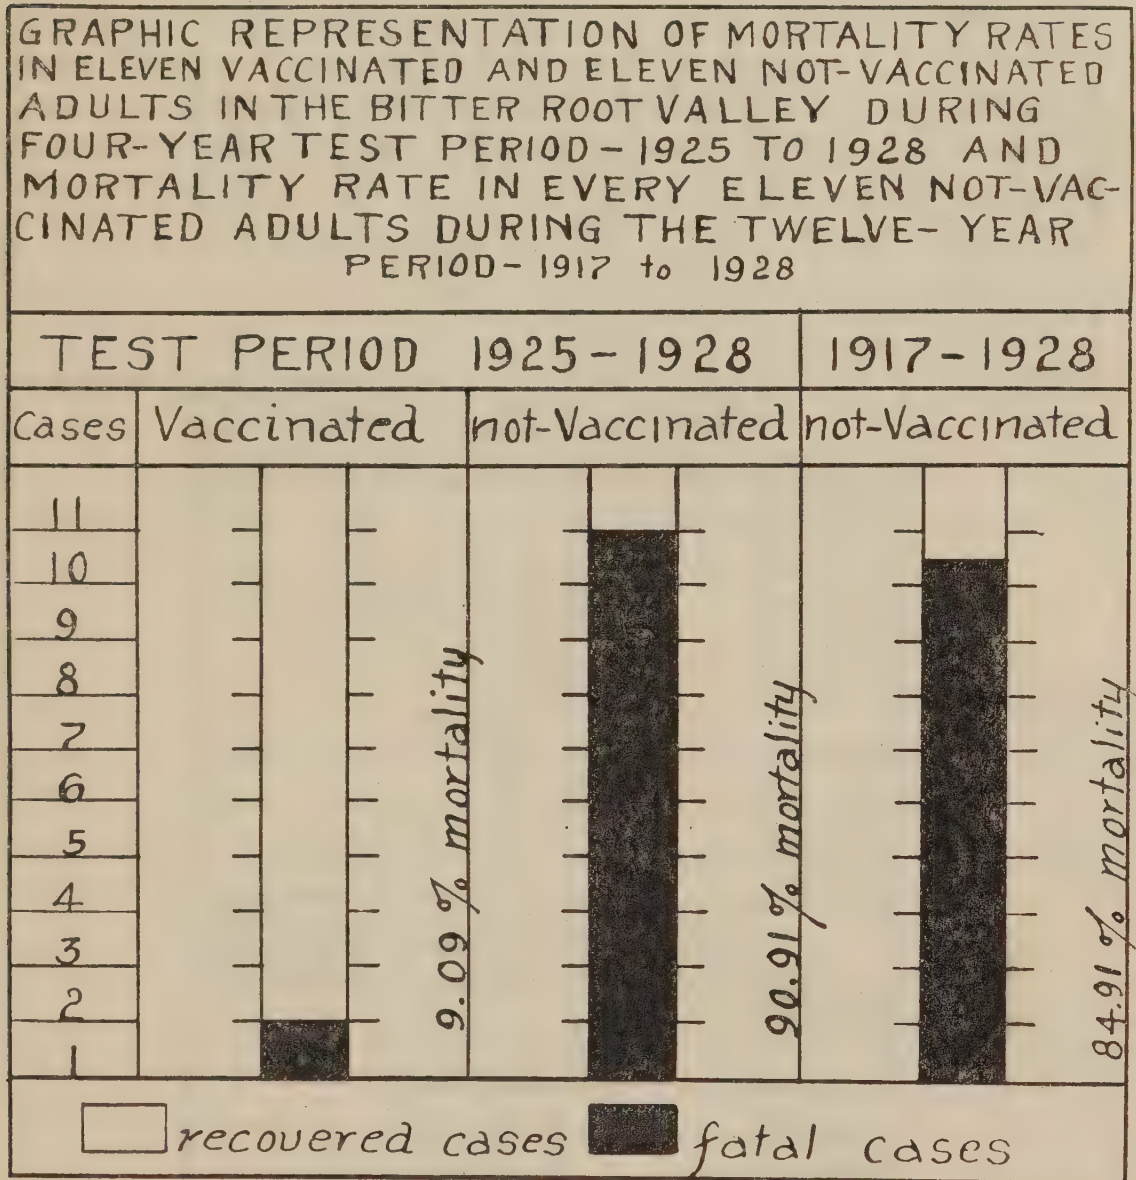 GRAPHIC REPRESENTATION OF MORTALITY RATES
IN ELEVEN VACCINATED AND ELEVEN NOT-VACCINATED
ADULTS IN THE BITTER ROOT VALLEY DURING
FOUR-YEAR TEST PERIOD-1925 TO 1928 AND
MORTALITY RATE IN EVERY ELEVEN NOT-VAC-
CINATED ADULTS DURING THE TWELVE-YEAR
PERIOD-1917 to 1928
TEST PERIOD 1925-1928
1917-1928
Cases
Vaccinated
not-Vaccinated
not-Vaccinated
11
10
9
8
7
6
5
4
3
2
1
9.09 % mortality
90.91 % mortality
84.91 % mortality
recovered cases
fatal cases